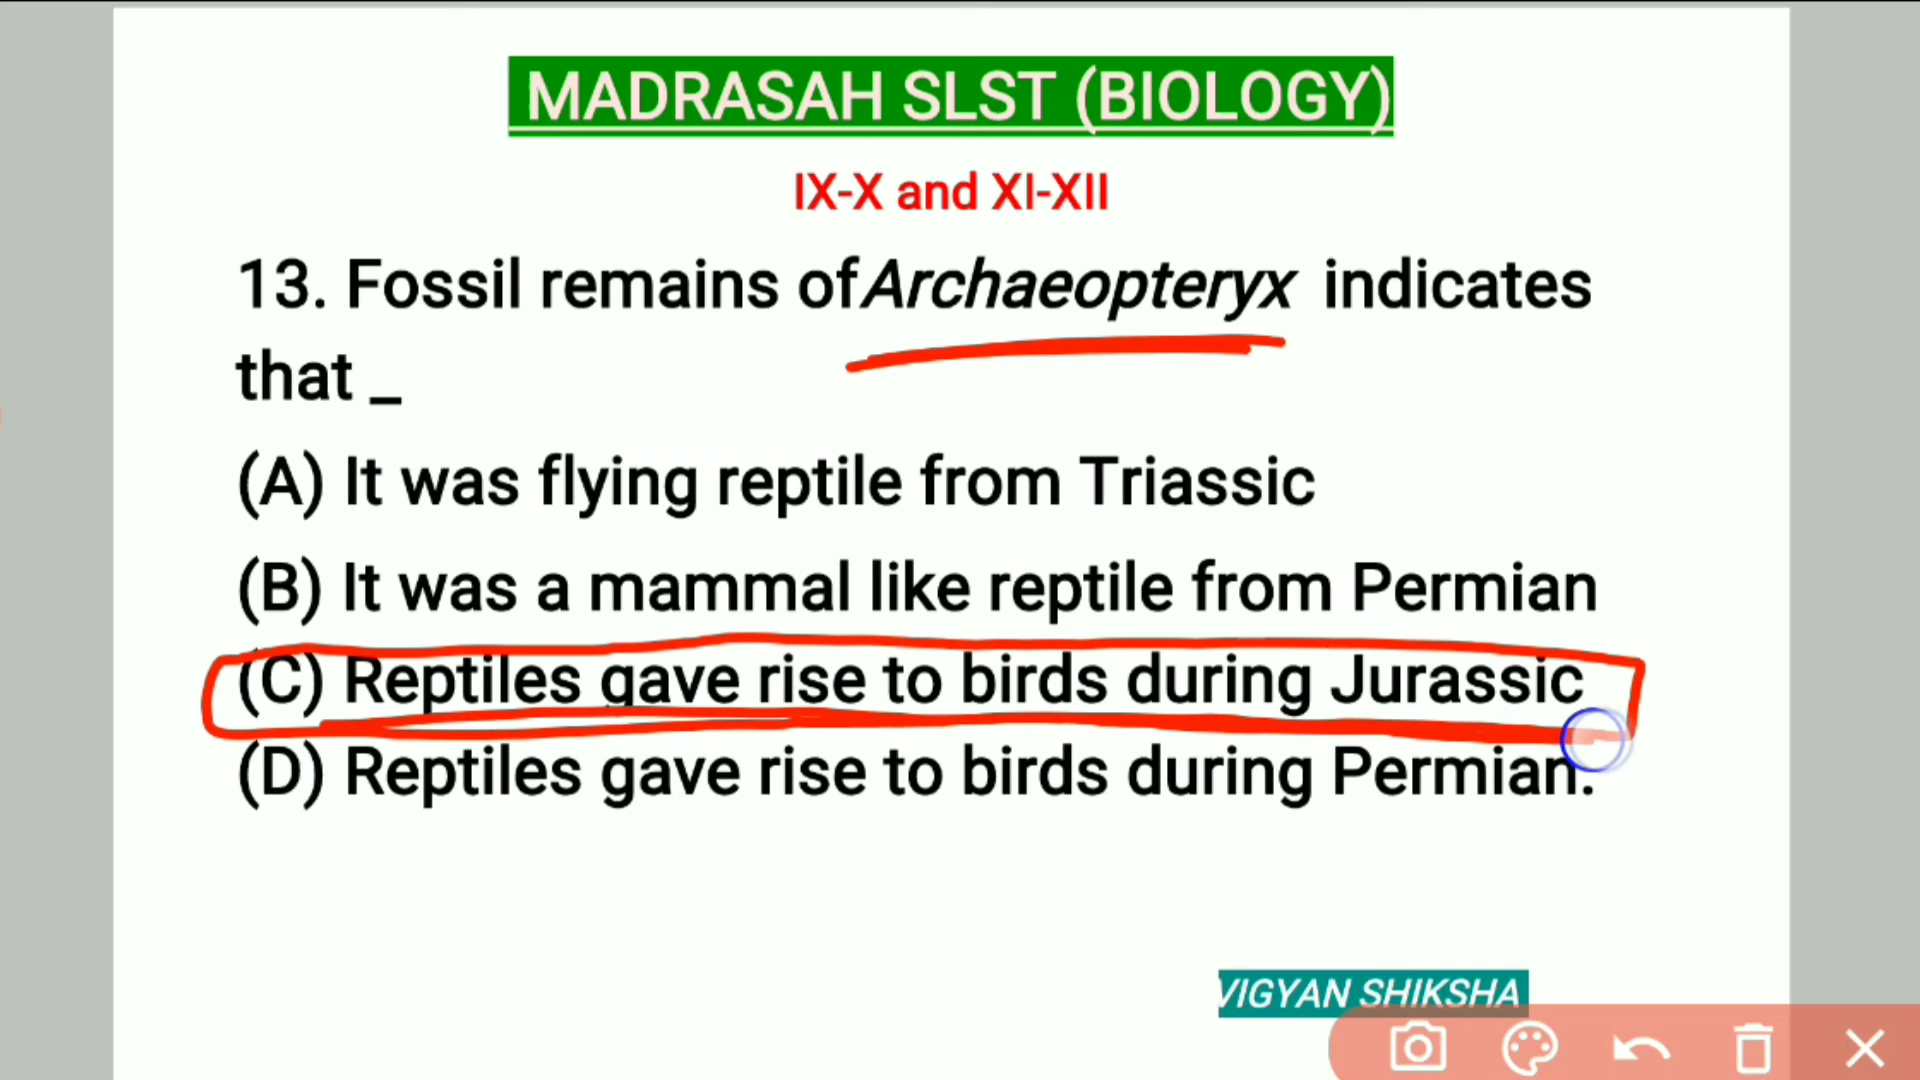 MADRASAH SLST (BIOLOGY)
IX-X and XI-XII
13. Fossil remains of Archaeopteryx indicates
that _
(A) It was flying reptile from Triassic
(B) It was a mammal like reptile from Permian
(C) Reptiles gave rise to birds during Jurassic
(D) Reptiles gave rise to birds during Permian.
VIGYAN SHIKSHA